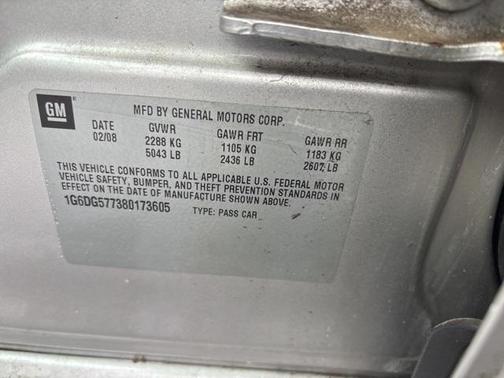 GM ®
MFD BY GENERAL MOTORS CORP.
DATE GVWR GAWR FRT GAWR RR
02/08 2288 KG 1105 KG 1183 KG
5043 LB 2436 LB 2607 LB
THIS VEHICLE CONFORMS TO ALL APPLICABLE U.S. FEDERAL MOTOR
VEHICLE SAFETY, BUMPER, AND THEFT PREVENTION STANDARDS IN
EFFECT ON THE DATE OF MANUFACTURE SHOWN ABOVE.
1G6DG577380173605 TYPE: PASS CAR